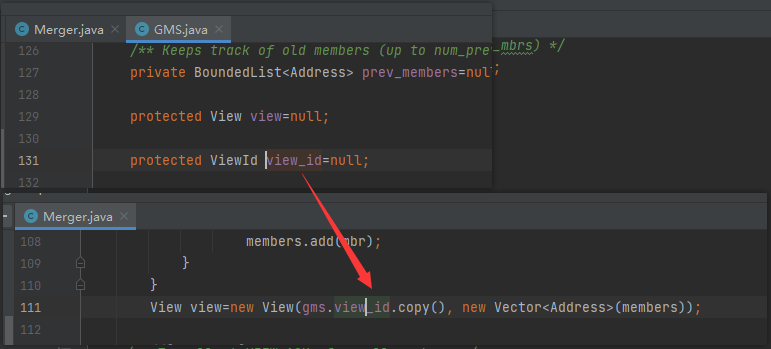 Merger.java × GMS.java ×
126 /** Keeps track of old members (up to num_prev_mbrs) */
127 private BoundedList<Address> prev_members=null;
128
129 protected View view=null;
130
131 protected ViewId view_id=null;
132
Merger.java ×
108 members.add(mbr);
109 }
110 }
111 View view=new View(gms.view_id.copy(), new Vector<Address>(members));
112